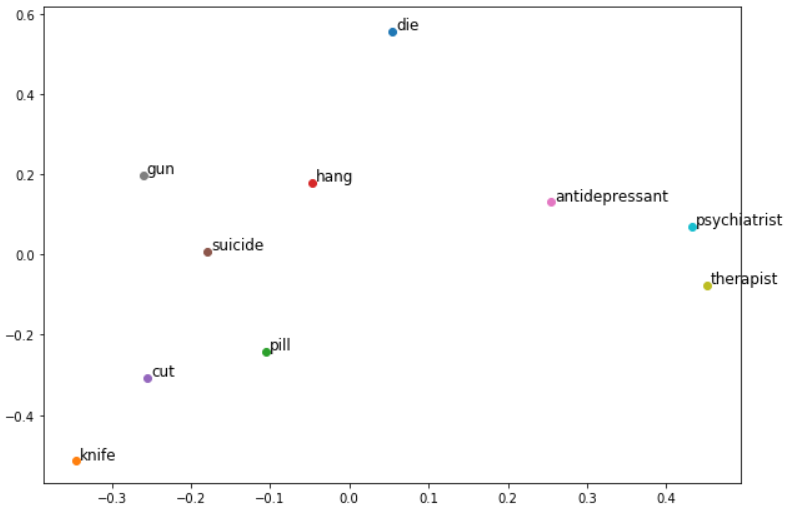 0.6
die
0.4
gun
0.2
hang
antidepressant
psychiatrist
suicide
0.0
therapist
−0.2
pill
cut
−0.4
knife
−0.3 −0.2 −0.1 0.0 0.1 0.2 0.3 0.4